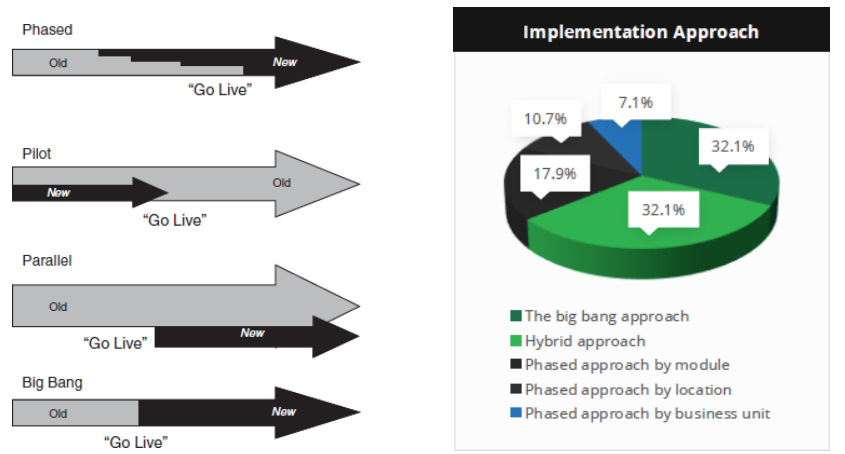 Phased
Old
New
“Go Live”
Pilot
New
Old
“Go Live”
Parallel
Old
New
“Go Live”
Big Bang
Old
New
“Go Live”
Implementation Approach
7.1%
10.7%
32.1%
17.9%
32.1%
The big bang approach
Hybrid approach
Phased approach by module
Phased approach by location
Phased approach by business unit